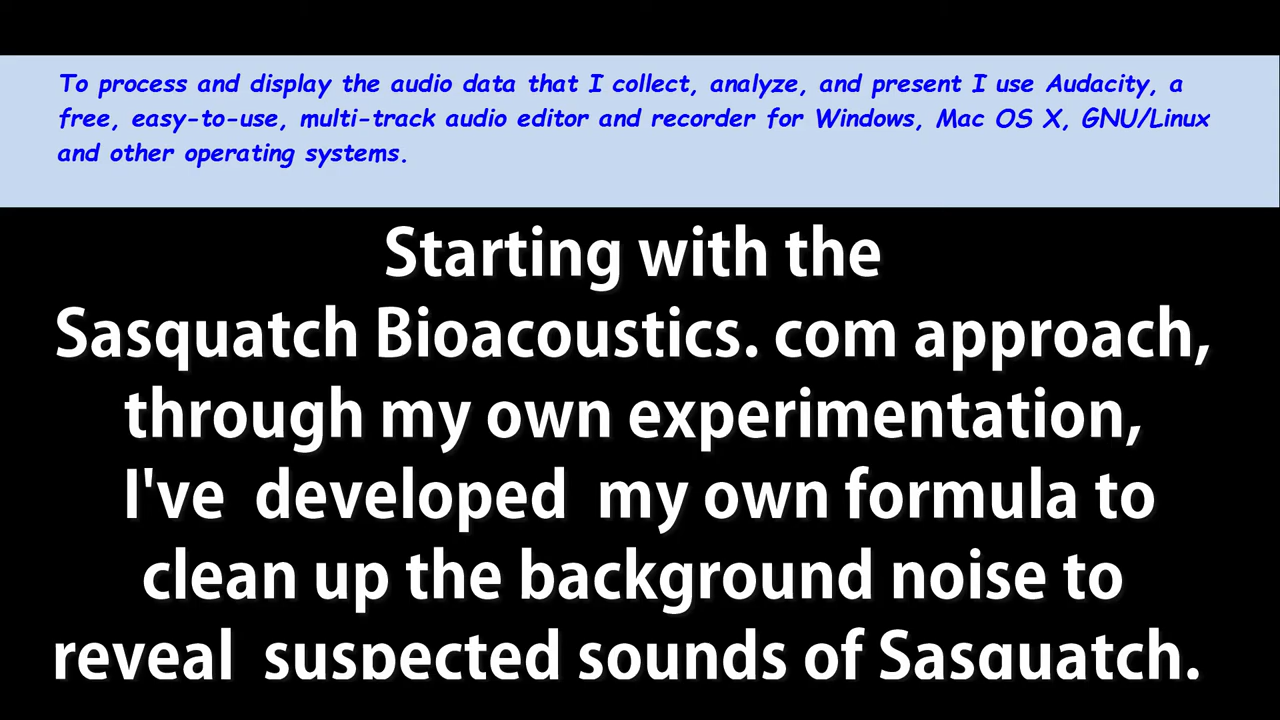 To process and display the audio data that I collect, analyze, and present I use Audacity, a
free, easy-to-use, multi-track audio editor and recorder for Windows, Mac OS X, GNU/Linux
and other operating systems.
Starting with the
Sasquatch Bioacoustics. com approach,
through my own experimentation,
I've  developed  my own formula to
clean up the background noise to
reveal  suspected sounds of Sasquatch.